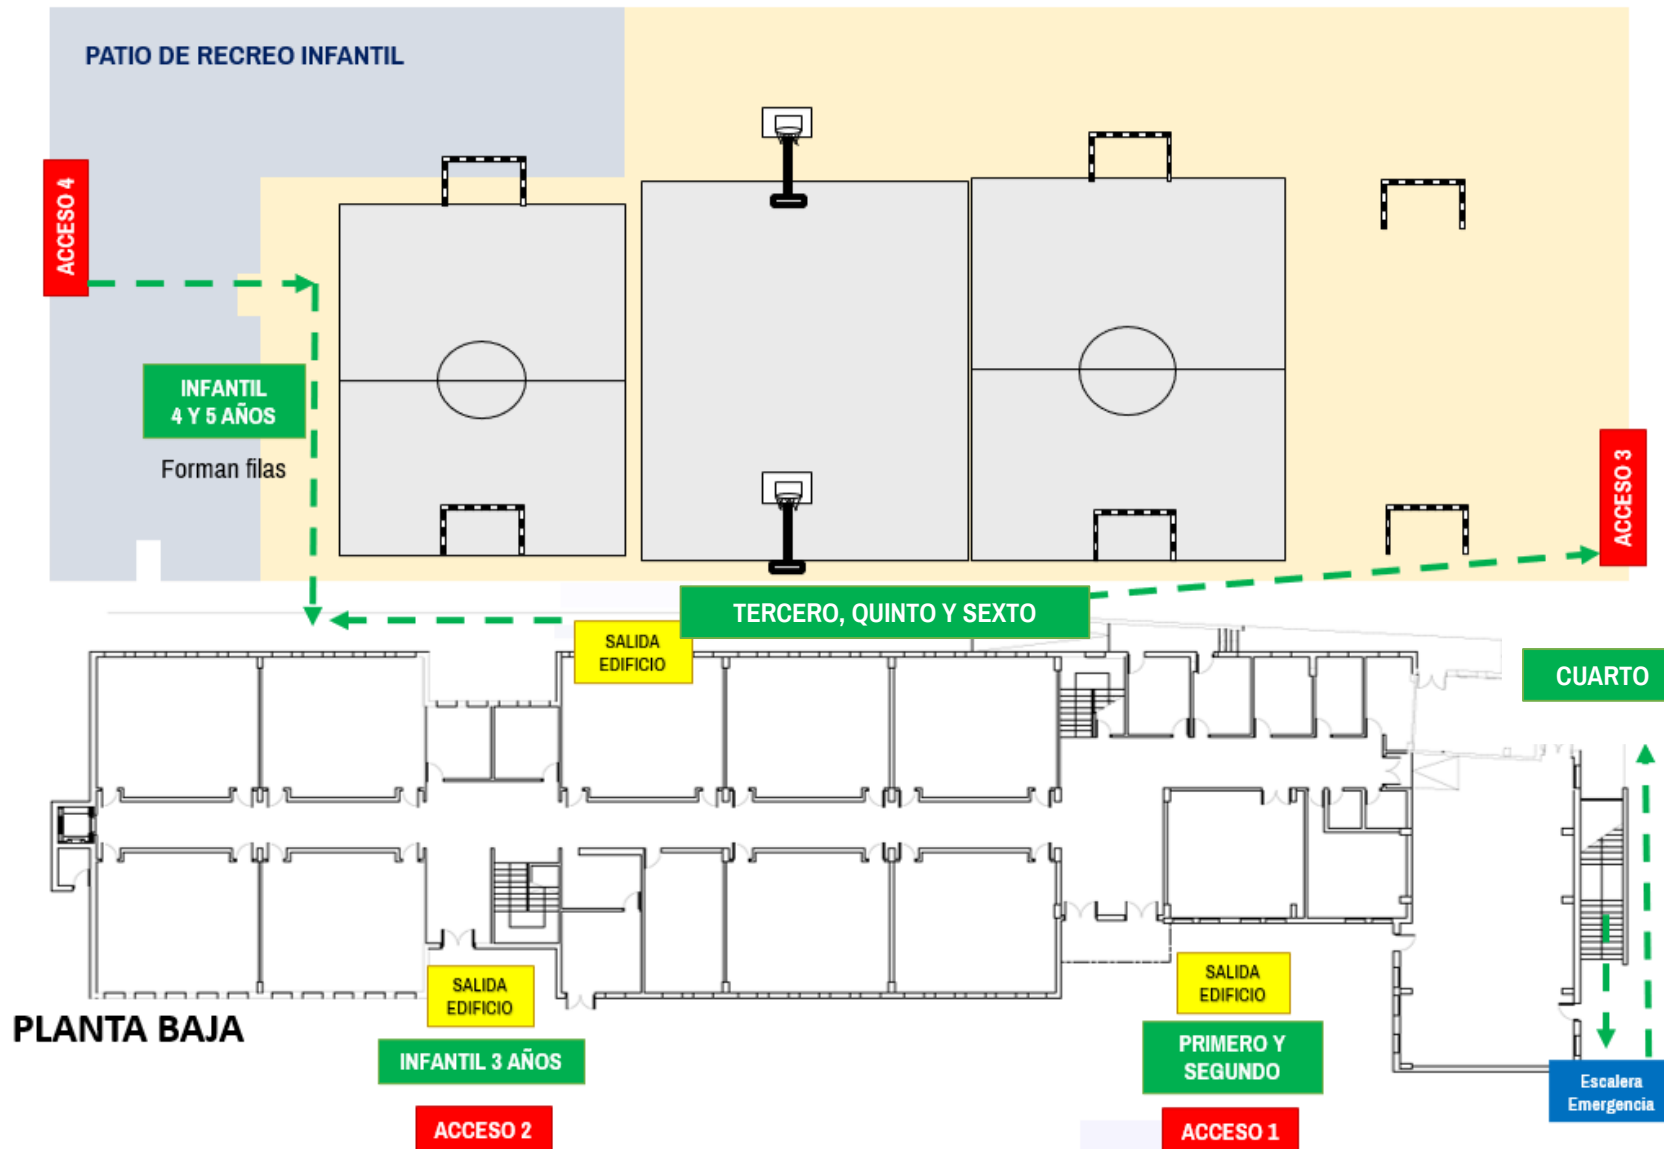 PATIO DE RECREO INFANTIL
ACCESO 4
INFANTIL
4 Y 5 AÑOS
Forman filas
ACCESO 3
TERCERO, QUINTO Y SEXTO
SALIDA
EDIFICIO
CUARTO
SALIDA
EDIFICIO
SALIDA
EDIFICIO
PLANTA BAJA
INFANTIL 3 AÑOS
PRIMERO Y
SEGUNDO
Escalera
Emergencia
ACCESO 2
ACCESO 1